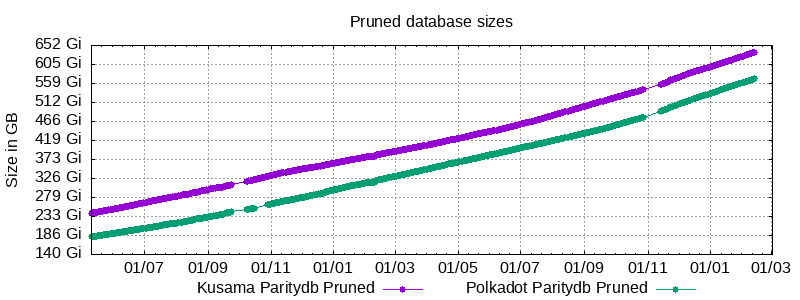 Pruned database sizes
652 Gi
605 Gi
559 Gi
512 Gi
466 Gi
419 Gi
373 Gi
326 Gi
279 Gi
233 Gi
186 Gi
140 Gi
Size in GB
01/07 01/09 01/11 01/01 01/03 01/05 01/07 01/09 01/11 01/01 01/03
Kusama Paritydb Pruned Polkadot Paritydb Pruned